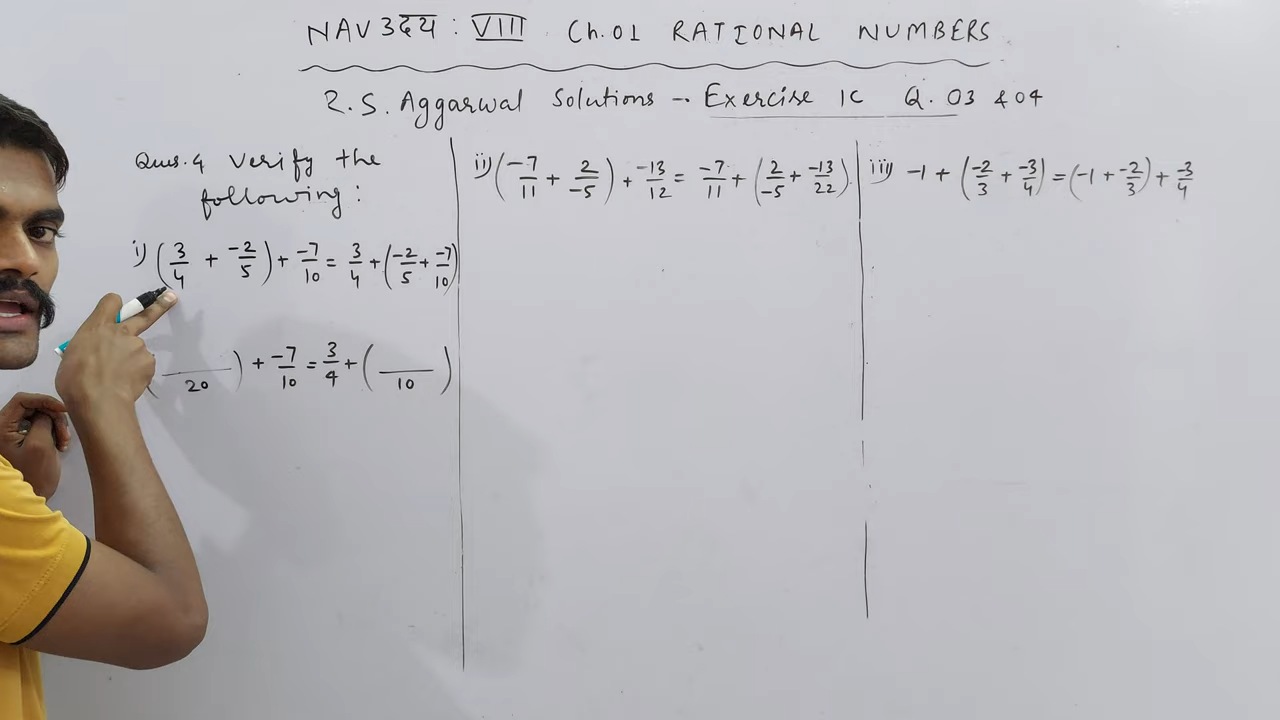 NAV उदय : VIII Ch.01 RATIONAL NUMBERS
R.S. Aggarwal Solutions -- Exercise 1C Q. 03 & 04
Ques.4 Verify the
following:
i) (3/4 + -2/5) + -7/10 = 3/4 + (-2/5 + -7/10)
( /20) + -7/10 = 3/4 + ( /10)
ii) (-7/11 + 2/-5) + -13/12 = -7/11 + (2/-5 + -13/22)
iii) -1 + (-2/3 + -3/4) = (-1 + -2/3) + -3/4